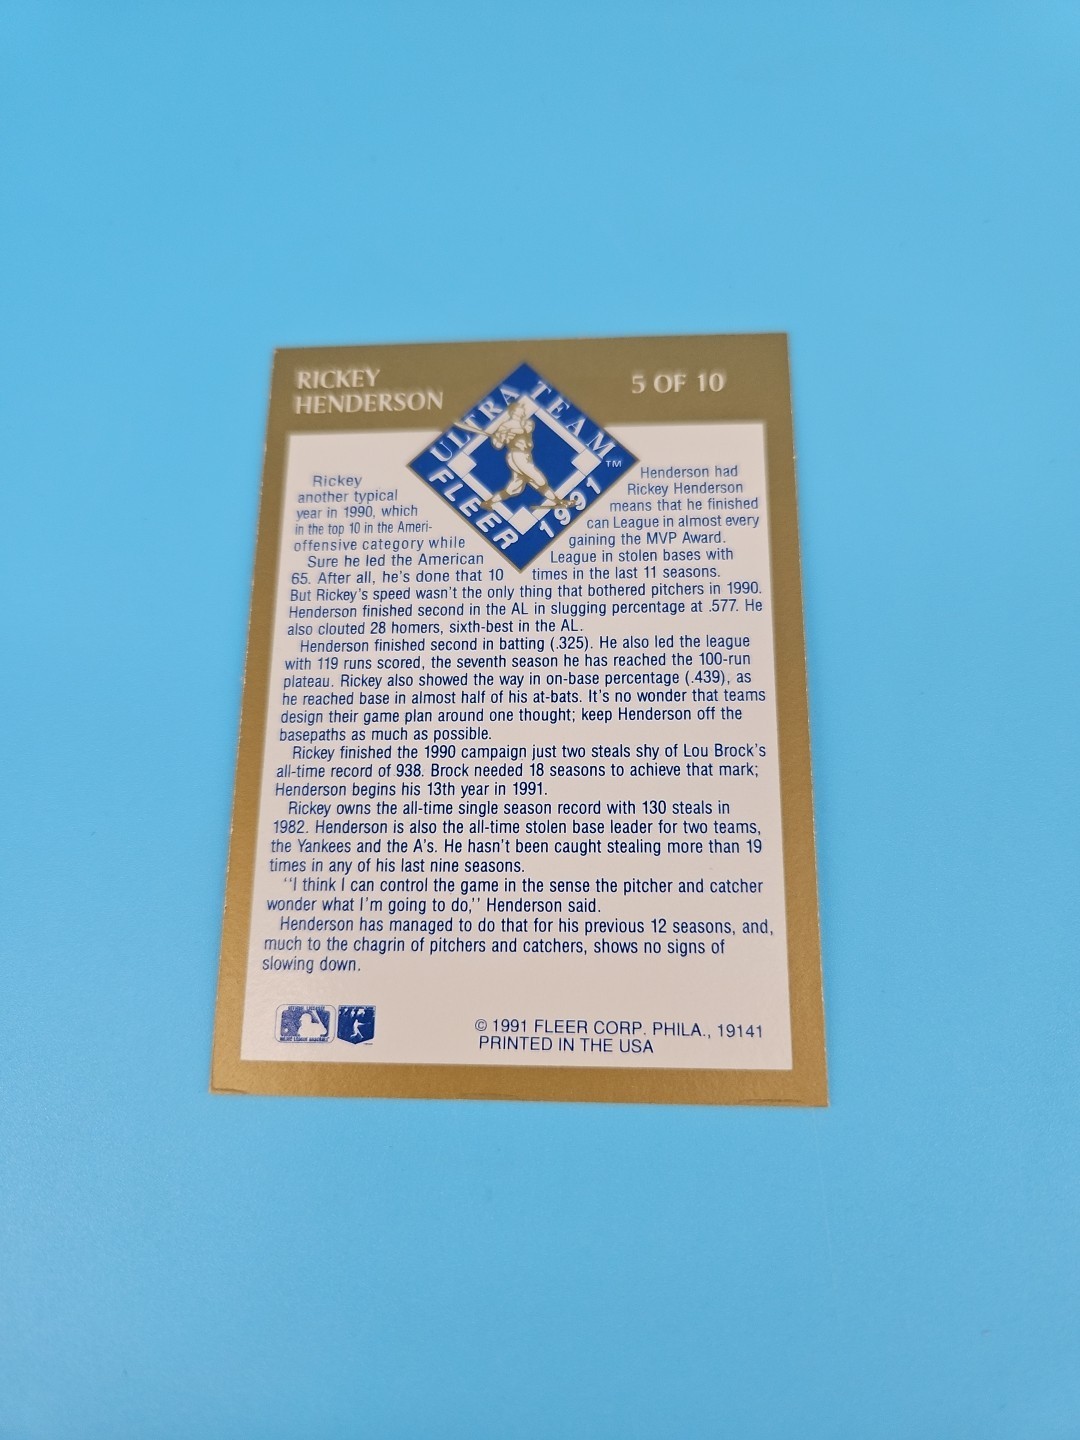 RICKEY
HENDERSON
5 OF 10
ULTRA TEAM ™
FLEER 1991
Rickey Henderson had
another typical Rickey Henderson
year in 1990, which means that he finished
in the top 10 in the Ameri- can League in almost every
offensive category while gaining the MVP Award.
Sure he led the American League in stolen bases with
65. After all, he's done that 10 times in the last 11 seasons.
But Rickey's speed wasn't the only thing that bothered pitchers in 1990.
Henderson finished second in the AL in slugging percentage at .577. He
also clouted 28 homers, sixth-best in the AL.
Henderson finished second in batting (.325). He also led the league
with 119 runs scored, the seventh season he has reached the 100-run
plateau. Rickey also showed the way in on-base percentage (.439), as
he reached base in almost half of his at-bats. It's no wonder that teams
design their game plan around one thought; keep Henderson off the
basepaths as much as possible.
Rickey finished the 1990 campaign just two steals shy of Lou Brock's
all-time record of 938. Brock needed 18 seasons to achieve that mark;
Henderson begins his 13th year in 1991.
Rickey owns the all-time single season record with 130 steals in
1982. Henderson is also the all-time stolen base leader for two teams,
the Yankees and the A's. He hasn't been caught stealing more than 19
times in any of his last nine seasons.
"I think I can control the game in the sense the pitcher and catcher
wonder what I'm going to do," Henderson said.
Henderson has managed to do that for his previous 12 seasons, and,
much to the chagrin of pitchers and catchers, shows no signs of
slowing down.
© 1991 FLEER CORP. PHILA., 19141
PRINTED IN THE USA